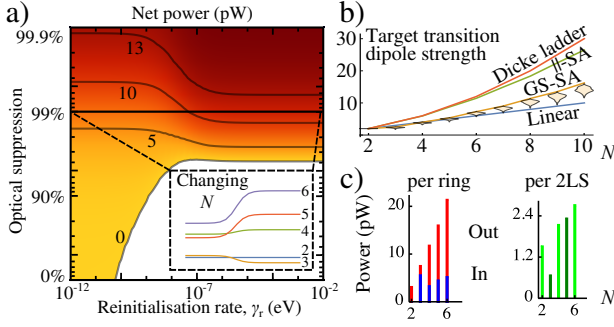 a)
Net power (pW)
99.9%
99%
90%
0%
Optical suppression
13
10
5
0
Changing
N
6
5
4
2
3
10⁻¹²
10⁻⁷
10⁻²
Reinitialisation rate, γᵣ (eV)
b)
Target transition
dipole strength
30
20
10
Dicke ladder
GS-SA
Linear
2 4 6 8 10 N
c)
per ring
per 2LS
Power (pW)
20
10
0
Out
In
2.4
1.2
0
2 6
2 6 N